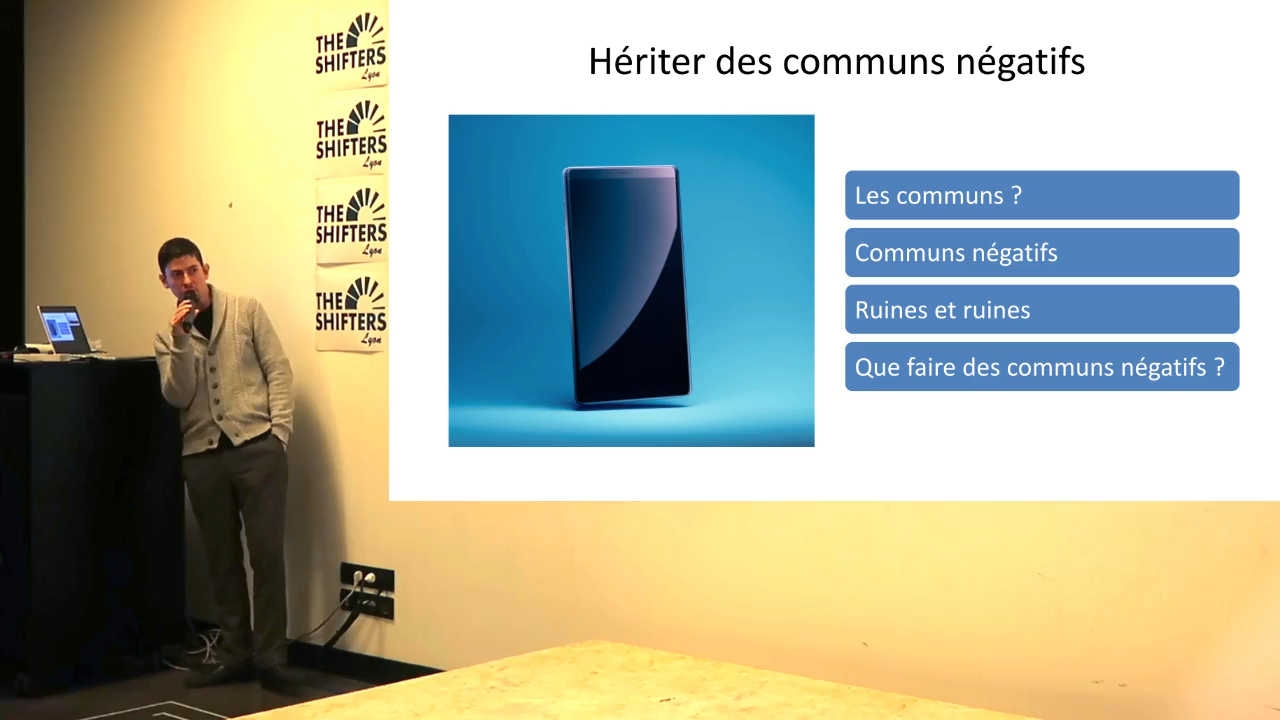 THE
SHIFTERS
Lyon
THE
SHIFTERS
Lyon
THE
SHIFTERS
Lyon
THE
SHIFTERS
Lyon
Hériter des communs négatifs
Les communs ?
Communs négatifs
Ruines et ruines
Que faire des communs négatifs ?